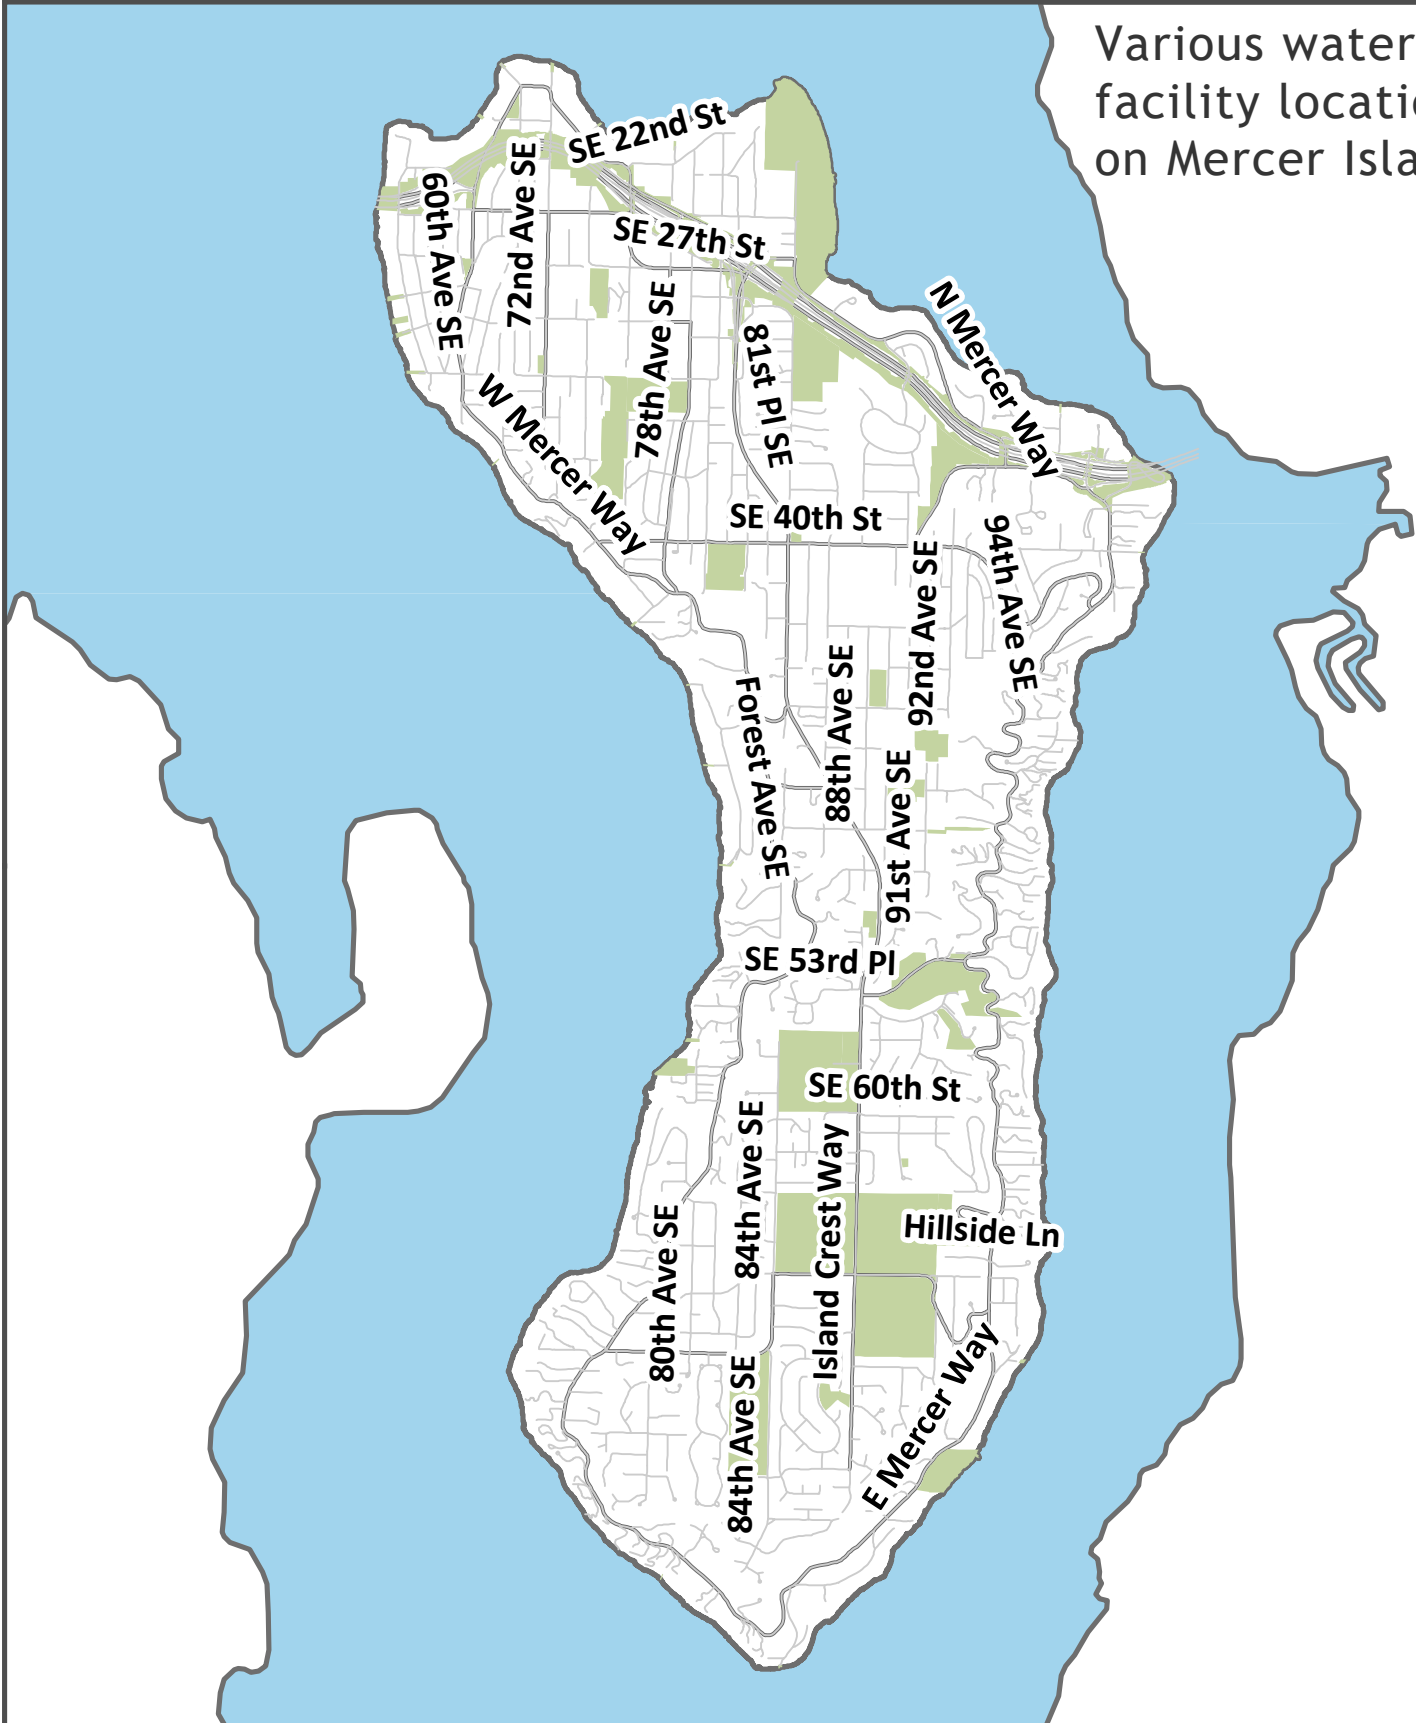 Various water
facility locatio
on Mercer Isla
SE 22nd St
60th Ave SE
72nd Ave SE
SE 27th St
78th Ave SE
81st Pl SE
N Mercer Way
W Mercer Way
SE 40th St
94th Ave SE
92nd Ave SE
88th Ave SE
Forest Ave SE
91st Ave SE
SE 53rd Pl
SE 60th St
84th Ave SE
Island Crest Way
80th Ave SE
Hillside Ln
84th Ave SE
E Mercer Way